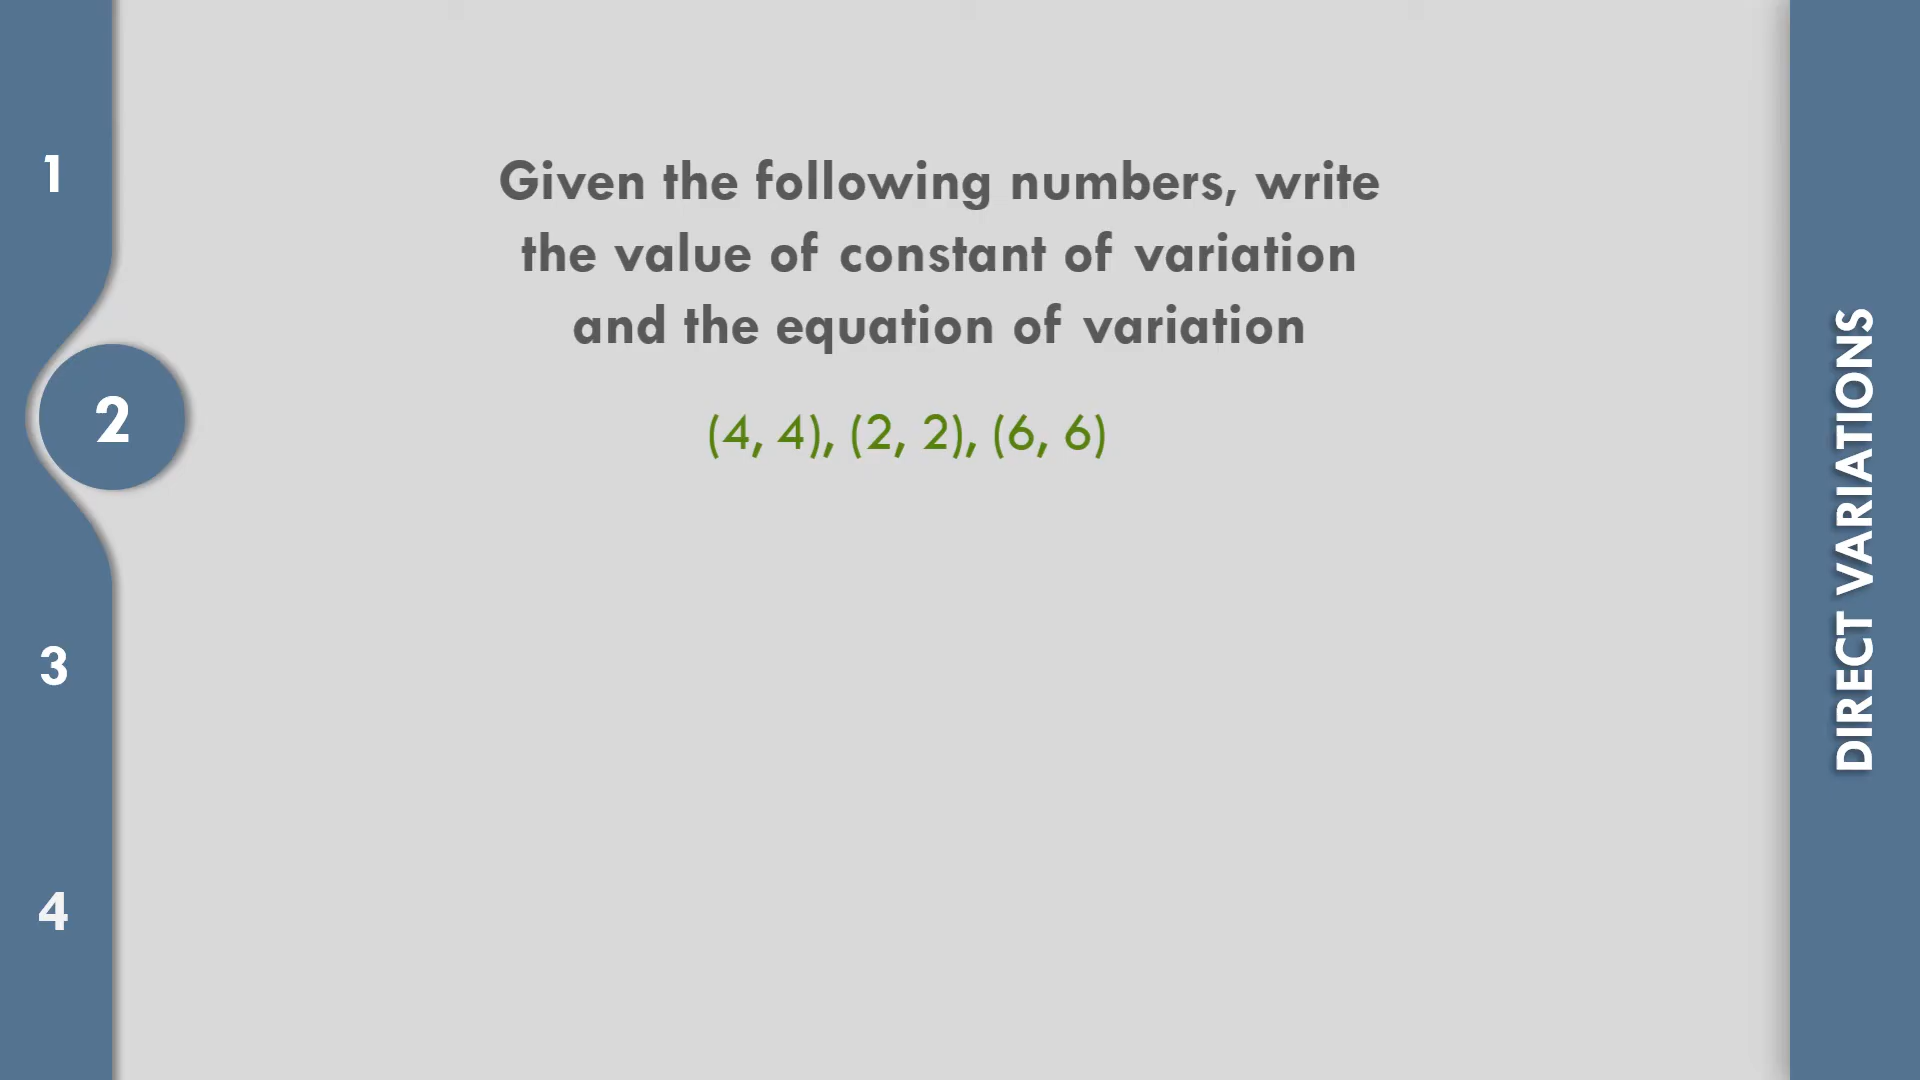 1
2
3
4
Given the following numbers, write
the value of constant of variation
and the equation of variation
(4, 4), (2, 2), (6, 6)
DIRECT VARIATIONS